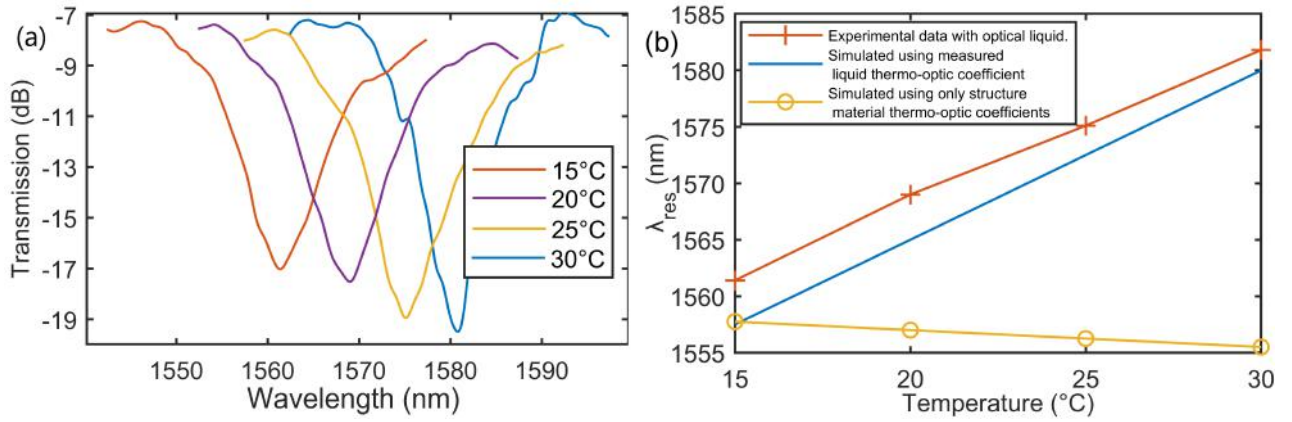 (a)
-7
-9
-11
-13
-15
-17
-19
Transmission (dB)
15°C
20°C
25°C
30°C
1550
1560
1570
1580
1590
Wavelength (nm)
(b)
1585
1580
1575
1570
1565
1560
1555
λres (nm)
Experimental data with optical liquid.
Simulated using measured
liquid thermo-optic coefficient
Simulated using only structure
material thermo-optic coefficients
15
20
25
30
Temperature (°C)